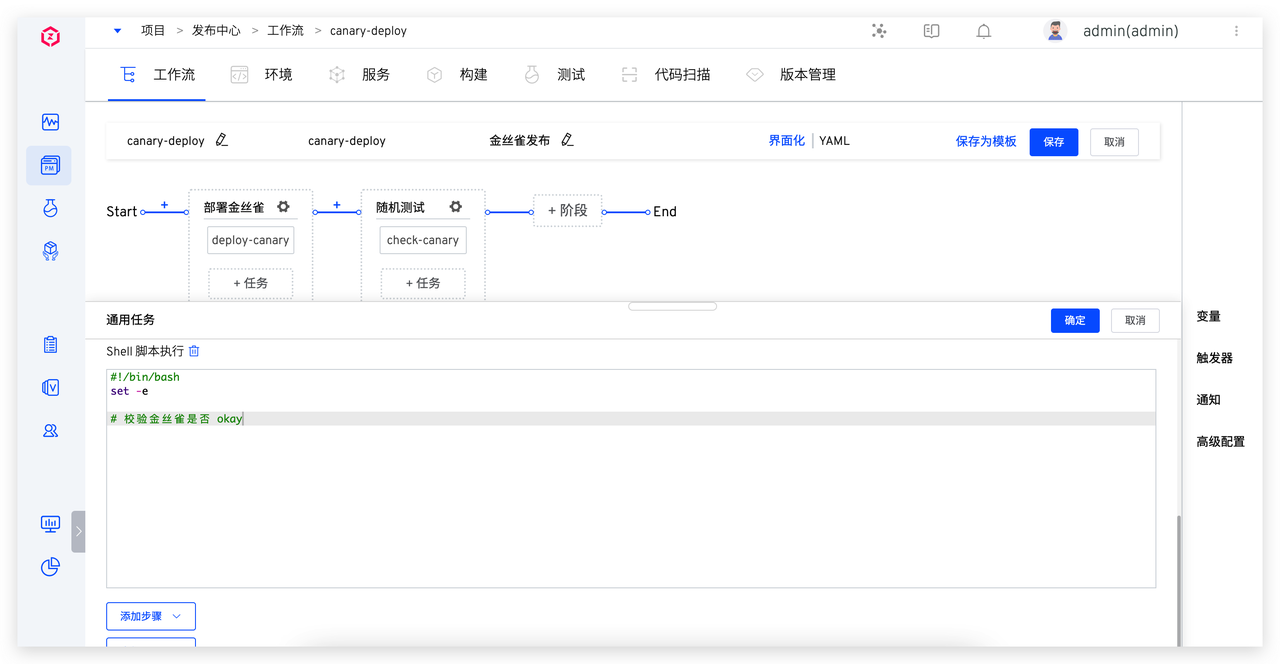 项目 > 发布中心 > 工作流 > canary-deploy
admin(admin)
工作流 环境 服务 构建 测试 代码扫描 版本管理
canary-deploy canary-deploy 金丝雀发布 界面化 | YAML 保存为模板 保存 取消
Start + 部署金丝雀 + 随机测试 + 阶段 End
deploy-canary check-canary
+ 任务 + 任务
通用任务 确定 取消
Shell 脚本执行
#!/bin/bash
set -e
# 校验金丝雀是否 okay
添加步骤
变量
触发器
通知
高级配置
PM
V